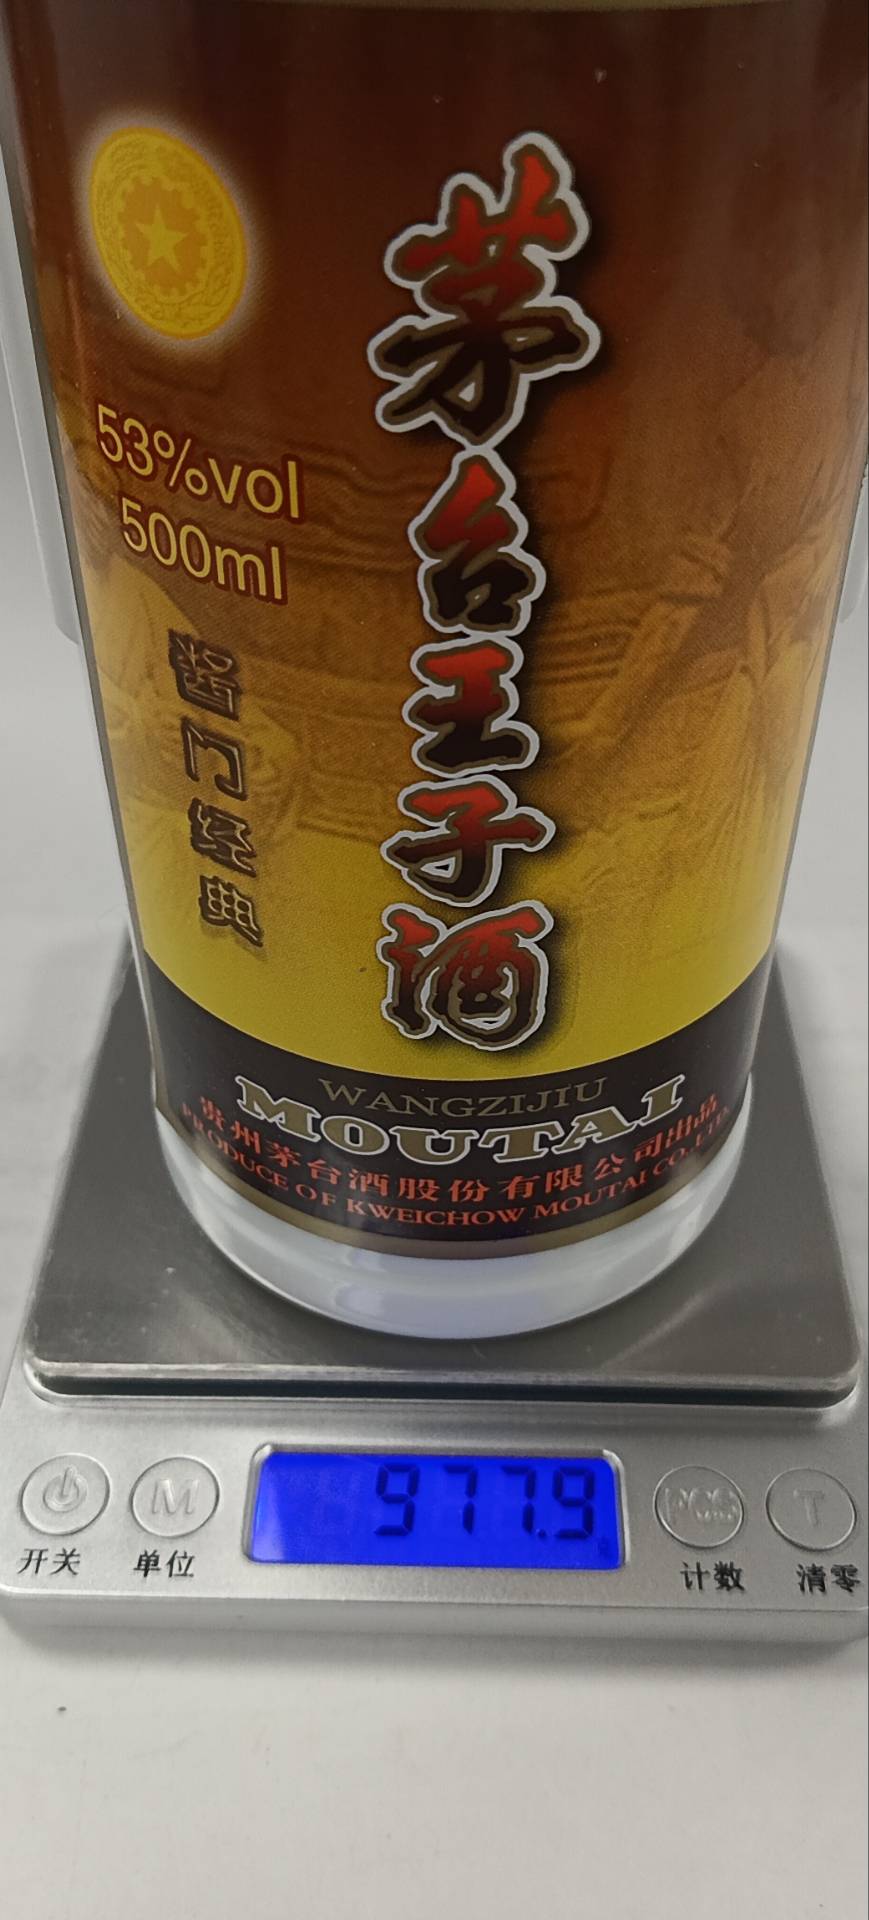 茅台王子酒
53%vol
500ml
酱门经典
WANGZIJIU
MOUTAI
贵州茅台酒股份有限公司出品
PRODUCE OF KWEICHOW MOUTAI CO., LTD.
977.9
M
PCS
T
开关
单位
计数
清零